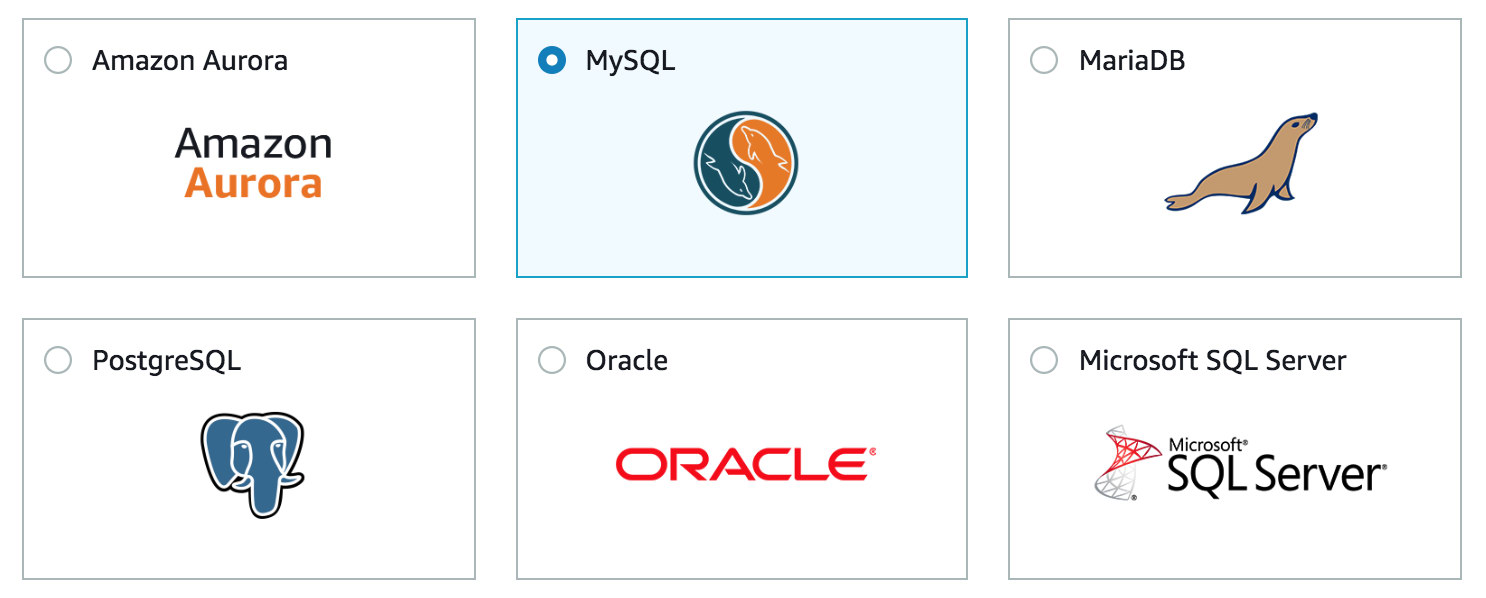 Amazon Aurora
MySQL
MariaDB
Amazon
Aurora
PostgreSQL
Oracle
Microsoft SQL Server
ORACLE®
Microsoft®
SQL Server®
®